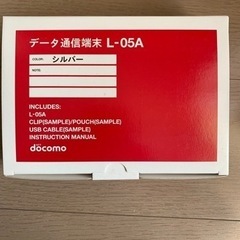 データ通信端末 L-05A
COLOR: シルバー
NOTE:
INCLUDES:
L-05A
CLIP(SAMPLE)/POUCH(SAMPLE)
USB CABLE(SAMPLE)
INSTRUCTION MANUAL
döcomo